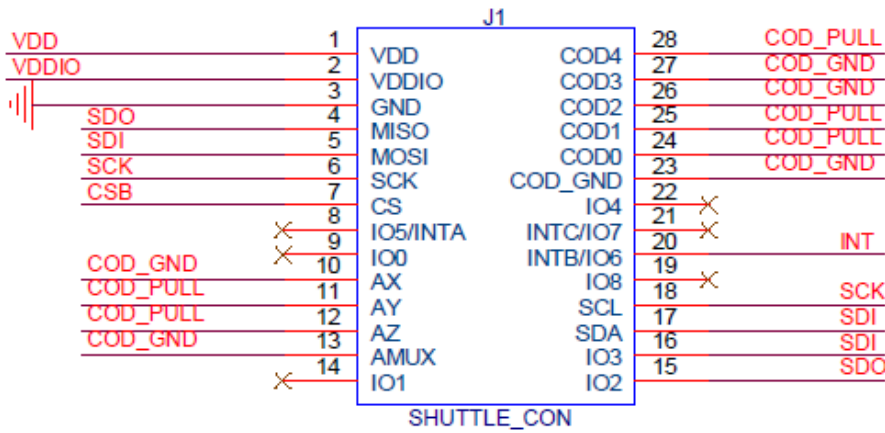 J1
VDD 1 VDD COD4 28 COD_PULL
VDDIO 2 VDDIO COD3 27 COD_GND
3 GND COD2 26 COD_GND
SDO 4 MISO COD1 25 COD_PULL
SDI 5 MOSI COD0 24 COD_PULL
SCK 6 SCK COD_GND 23 COD_GND
CSB 7 CS IO4 22
8 IO5/INTA INTC/IO7 21
9 IO0 INTB/IO6 20 INT
COD_GND 10 AX IO8 19
COD_PULL 11 AY SCL 18 SCK
COD_PULL 12 AZ SDA 17 SDI
COD_GND 13 AMUX IO3 16 SDI
14 IO1 IO2 15 SDO
SHUTTLE_CON